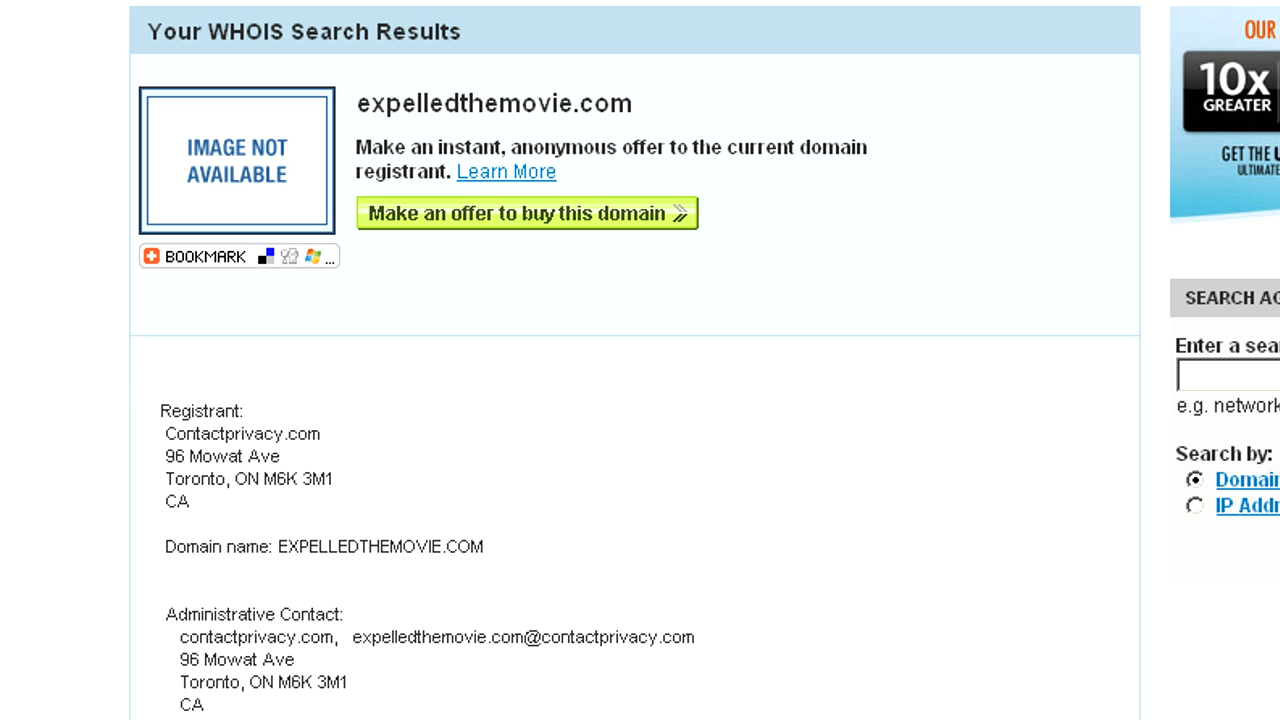 Your WHOIS Search Results
OUR
10x
GREATER
GET THE
ULTIMATE
IMAGE NOT
AVAILABLE
BOOKMARK ...
expelledthemovie.com
Make an instant, anonymous offer to the current domain
registrant. Learn More
Make an offer to buy this domain
SEARCH AG
Enter a sea
e.g. network
Search by:
Domain
IP Addr
Registrant:
Contactprivacy.com
96 Mowat Ave
Toronto, ON M6K 3M1
CA
Domain name: EXPELLEDTHEMOVIE.COM
Administrative Contact:
contactprivacy.com, expelledthemovie.com@contactprivacy.com
96 Mowat Ave
Toronto, ON M6K 3M1
CA